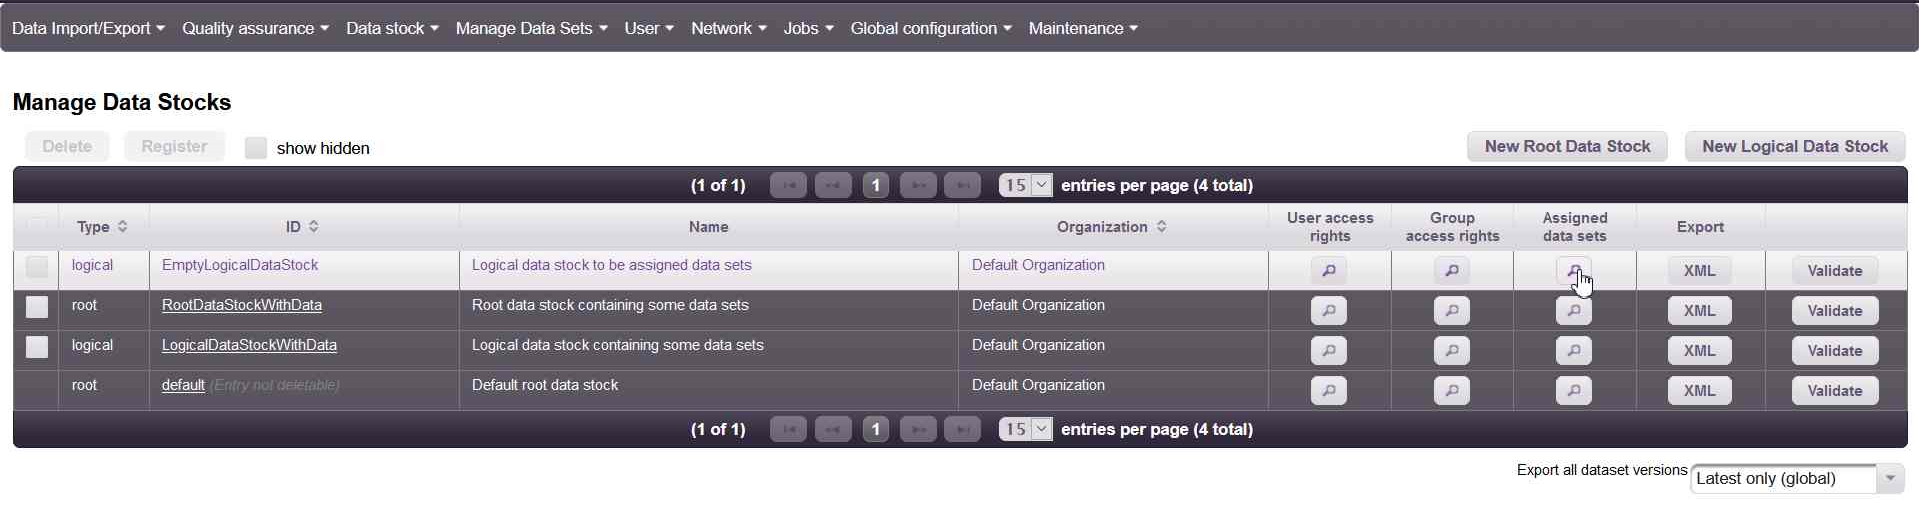 Data Import/Export Quality assurance Data stock Manage Data Sets User Network Jobs Global configuration Maintenance
Manage Data Stocks
Delete Register show hidden New Root Data Stock New Logical Data Stock
(1 of 1) 1 15 entries per page (4 total)
Type ID Name Organization User access rights Group access rights Assigned data sets Export
logical EmptyLogicalDataStock Logical data stock to be assigned data sets Default Organization XML Validate
root RootDataStockWithData Root data stock containing some data sets Default Organization XML Validate
logical LogicalDataStockWithData Logical data stock containing some data sets Default Organization XML Validate
root default (Entry not deletable) Default root data stock Default Organization XML Validate
(1 of 1) 1 15 entries per page (4 total)
Export all dataset versions Latest only (global)